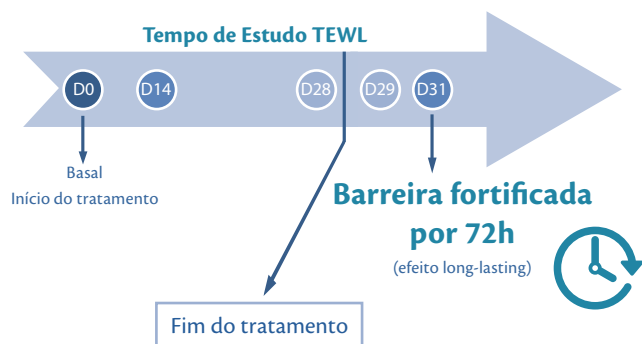 Tempo de Estudo TEWL
D0
D14
D28
D29
D31
Basal
Início do tratamento
Barreira fortificada
por 72h
(efeito long-lasting)
Fim do tratamento